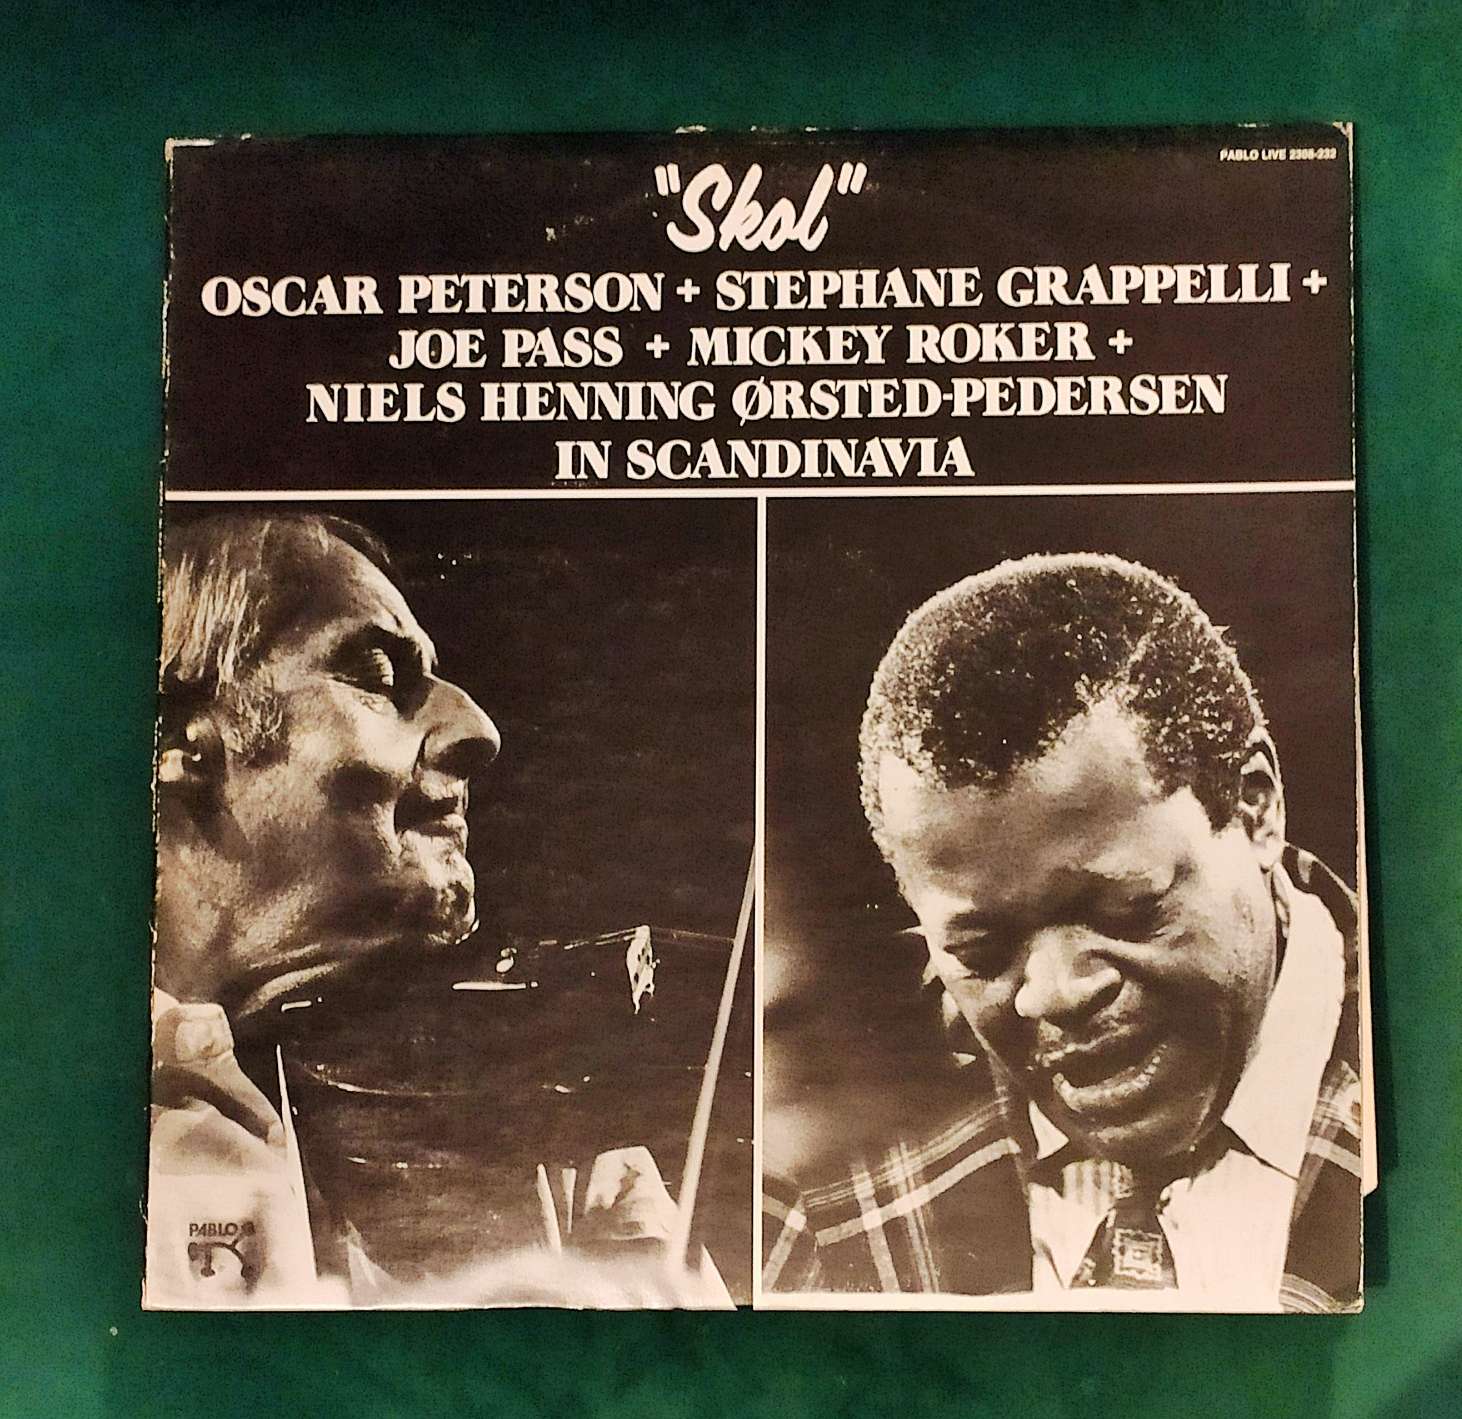 PABLO LIVE 2308-232
"Skol"
OSCAR PETERSON + STEPHANE GRAPPELLI +
JOE PASS + MICKEY ROKER +
NIELS HENNING ØRSTED-PEDERSEN
IN SCANDINAVIA
PABLO